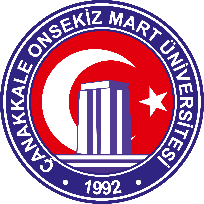 ÇANAKKALE ONSEKİZ MART ÜNİVERSİTESİ
• 1992 •